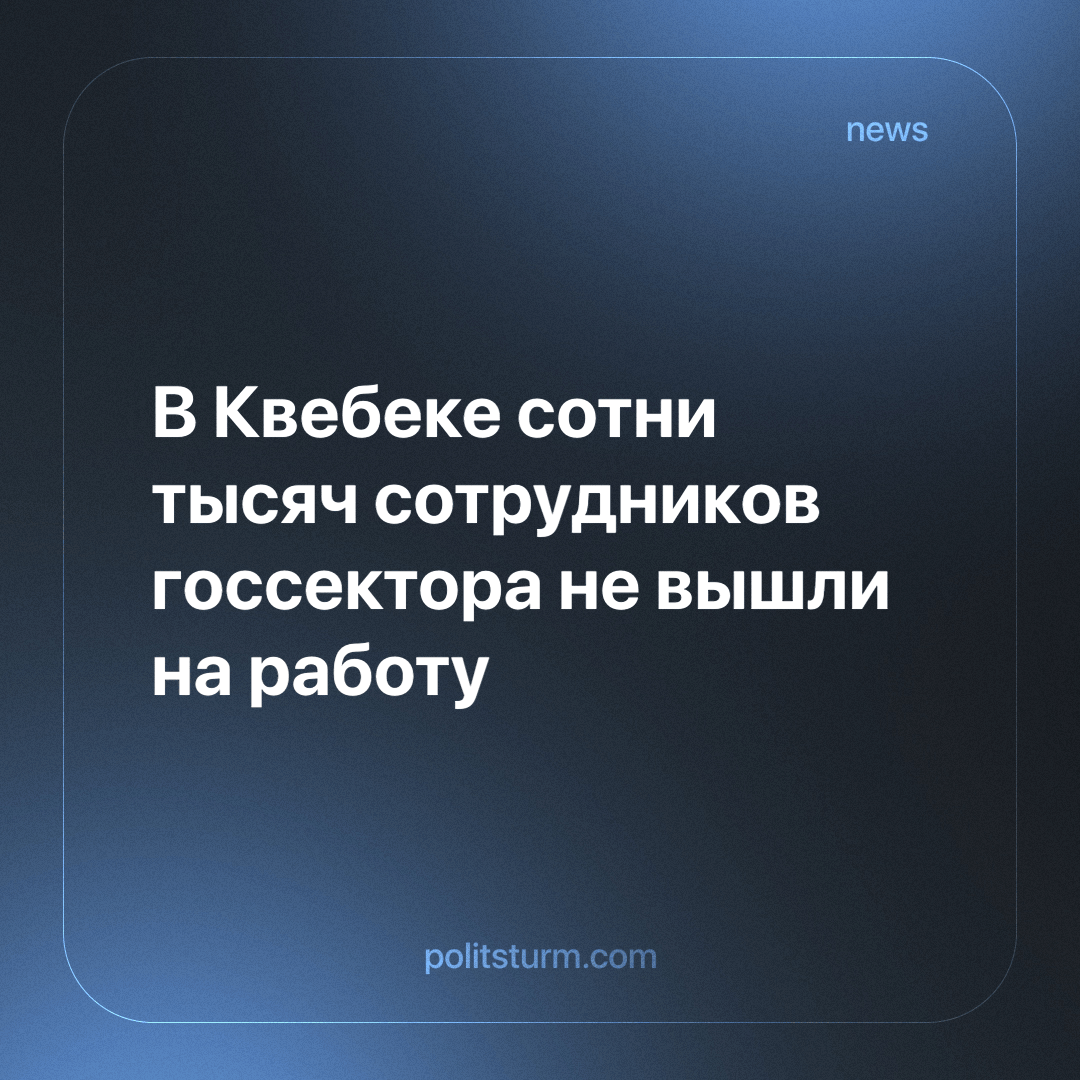 news
В Квебеке сотни
тысяч сотрудников
госсектора не вышли
на работу
politsturm.com